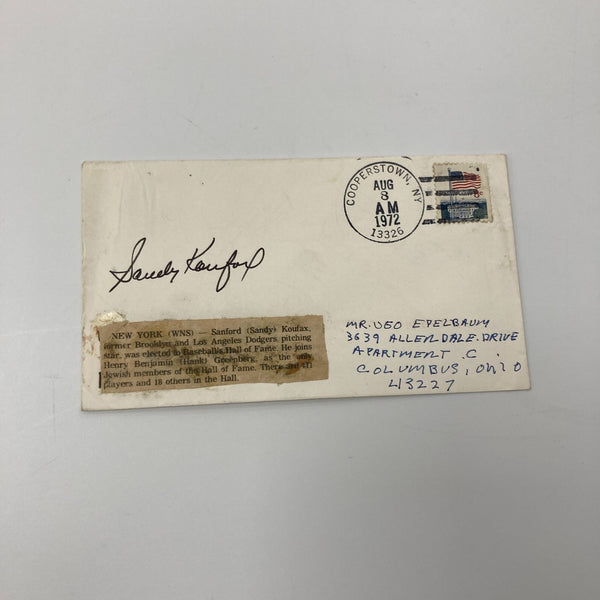 COOPERSTOWN, NY
AUG
8
AM
1972
13326
Sandy Koufax
NEW YORK (WNS) — Sanford (Sandy) Koufax,
former Brooklyn and Los Angeles Dodgers pitching
star, was elected to Baseball's Hall of Fame. He joins
Henry Benjamin (Hank) Greenberg, as the only
Jewish members of the Hall of Fame. There are 111
players and 18 others in the Hall.
MR. EDELBAUM
3639 ALLENDALE DRIVE
APARTMENT C.
COLUMBUS, OHIO
43227